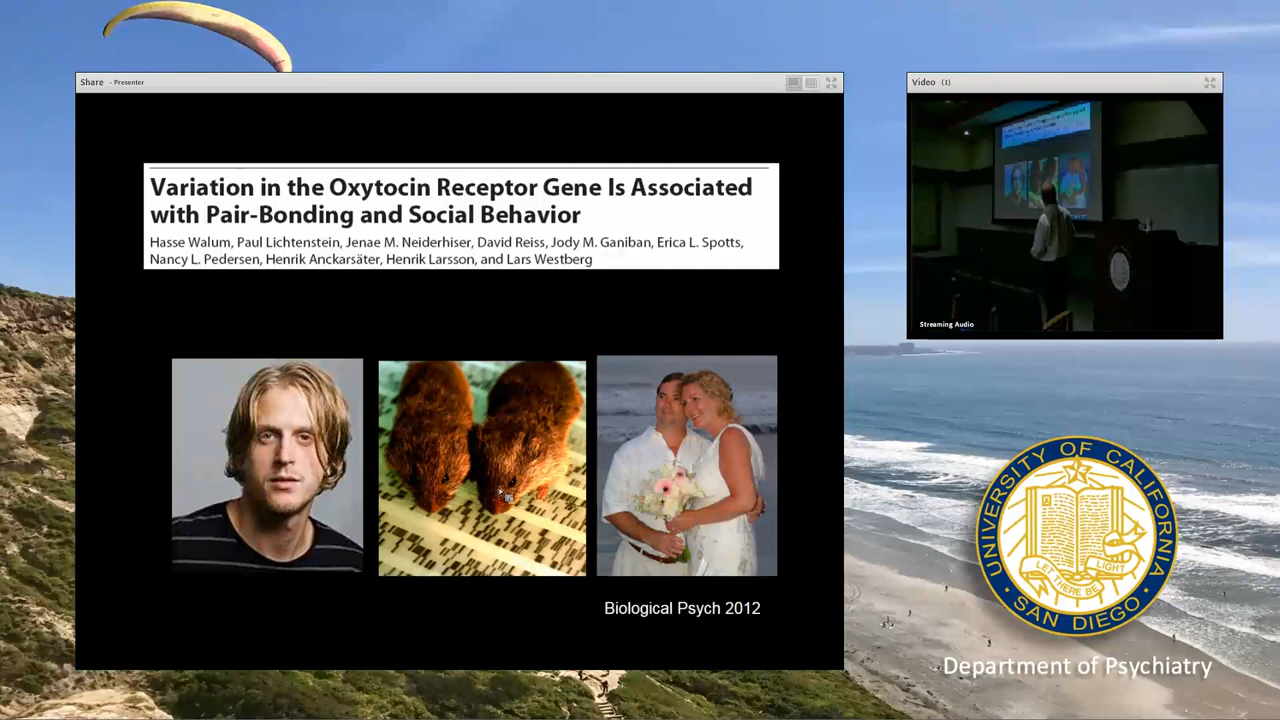 Share - Presenter
Variation in the Oxytocin Receptor Gene Is Associated
with Pair-Bonding and Social Behavior
Hasse Walum, Paul Lichtenstein, Jenae M. Neiderhiser, David Reiss, Jody M. Ganiban, Erica L. Spotts,
Nancy L. Pedersen, Henrik Anckarsäter, Henrik Larsson, and Lars Westberg
Biological Psych 2012
Video (1)
Streaming Audio
UNIVERSITY OF CALIFORNIA
LET THERE BE LIGHT
SAN DIEGO
Department of Psychiatry